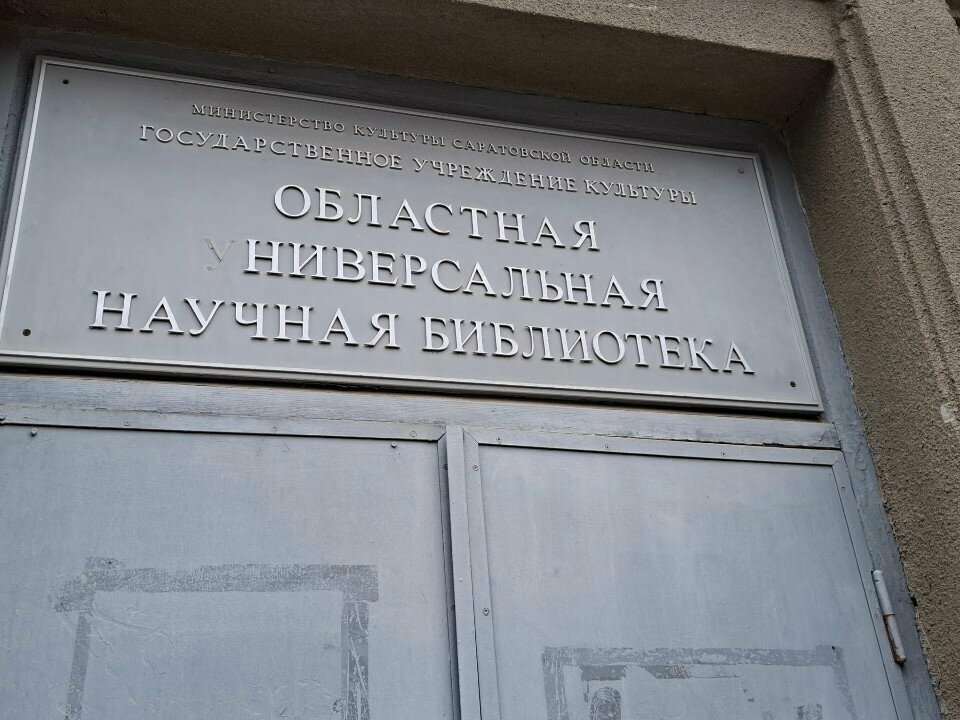 МИНИСТЕРСТВО КУЛЬТУРЫ САРАТОВСКОЙ ОБЛАСТИ
ГОСУДАРСТВЕННОЕ УЧРЕЖДЕНИЕ КУЛЬТУРЫ
ОБЛАСТНАЯ
УНИВЕРСАЛЬНАЯ
НАУЧНАЯ БИБЛИОТЕКА